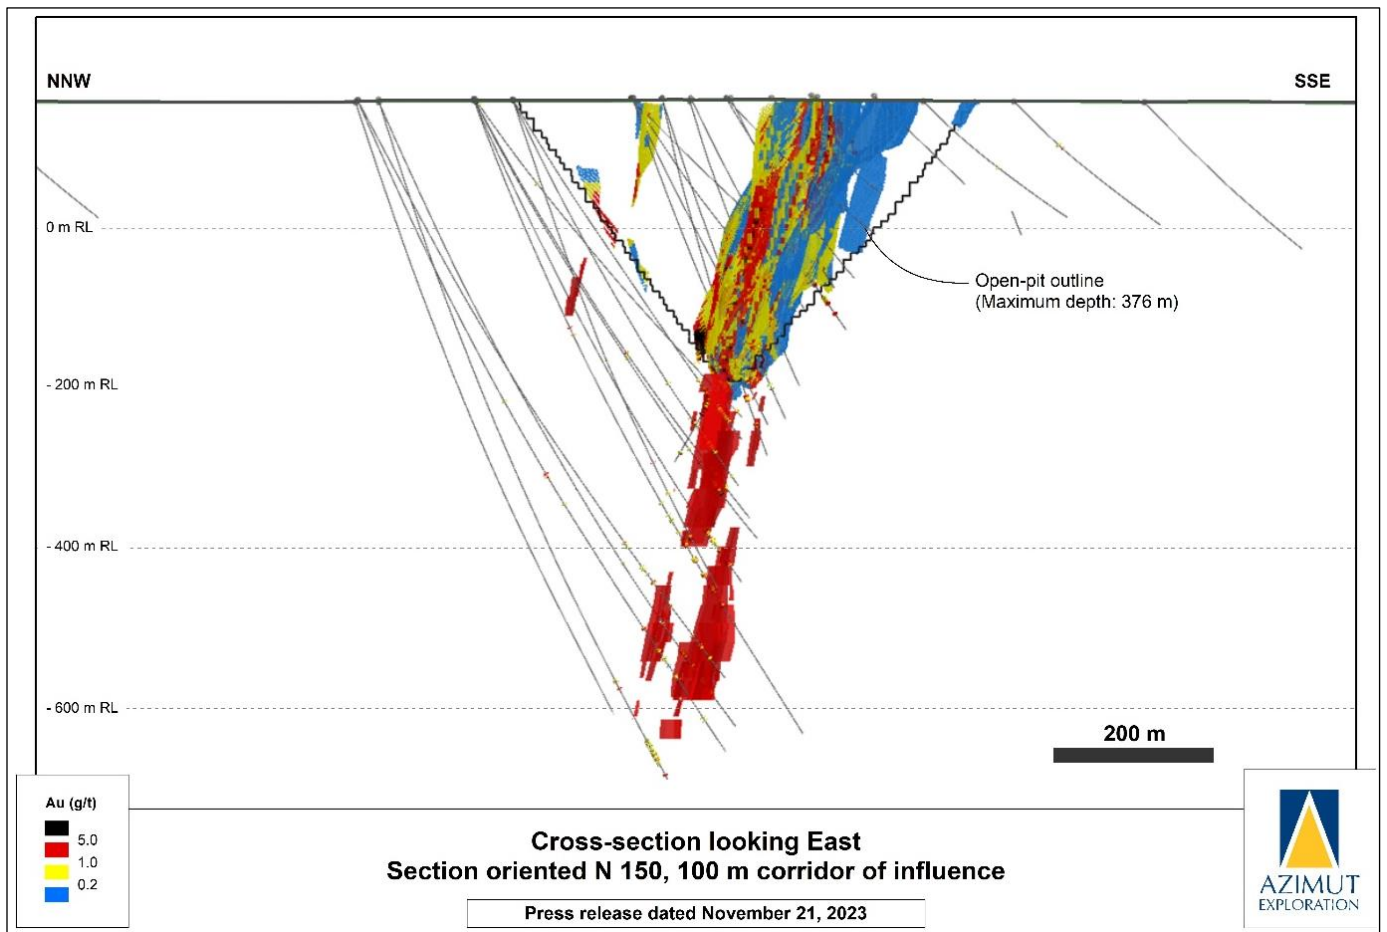 NNW
SSE
0 m RL
Open-pit outline
(Maximum depth: 376 m)
- 200 m RL
- 400 m RL
- 600 m RL
200 m
Au (g/t)
5.0
1.0
0.2
Cross-section looking East
Section oriented N 150, 100 m corridor of influence
Press release dated November 21, 2023
AZIMUT
EXPLORATION